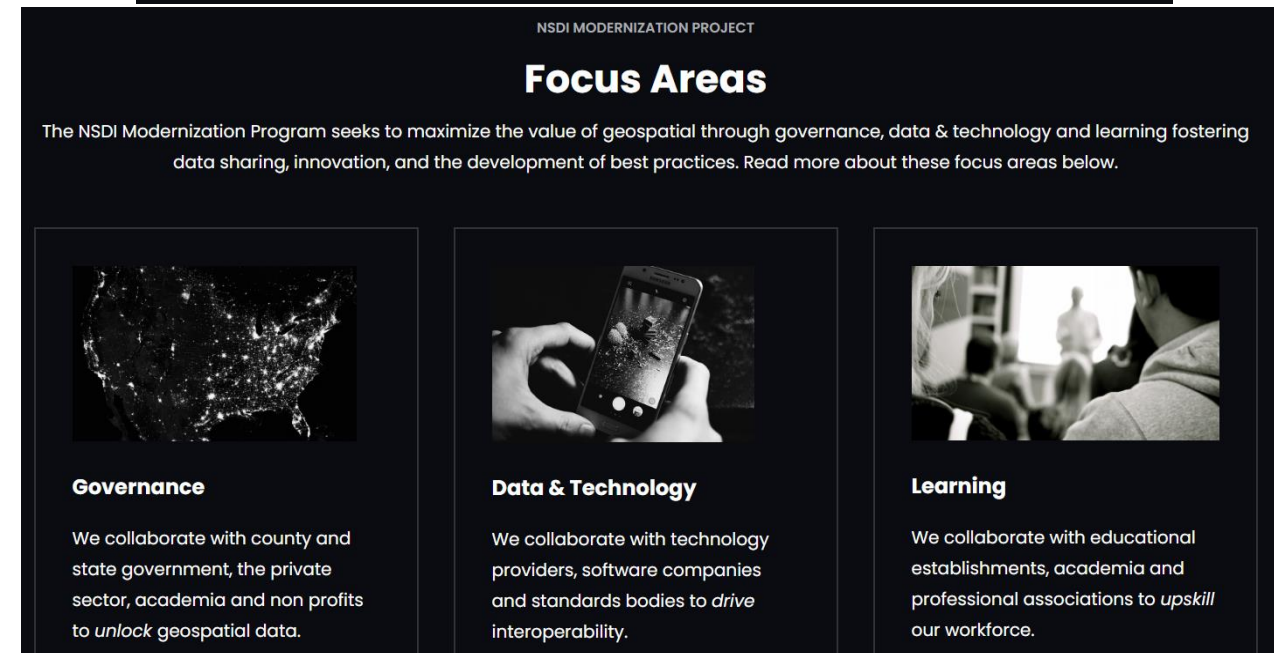 NSDI MODERNIZATION PROJECT
Focus Areas
The NSDI Modernization Program seeks to maximize the value of geospatial through governance, data & technology and learning fostering
data sharing, innovation, and the development of best practices. Read more about these focus areas below.
Governance
We collaborate with county and
state government, the private
sector, academia and non profits
to unlock geospatial data.
Data & Technology
We collaborate with technology
providers, software companies
and standards bodies to drive
interoperability.
Learning
We collaborate with educational
establishments, academia and
professional associations to upskill
our workforce.